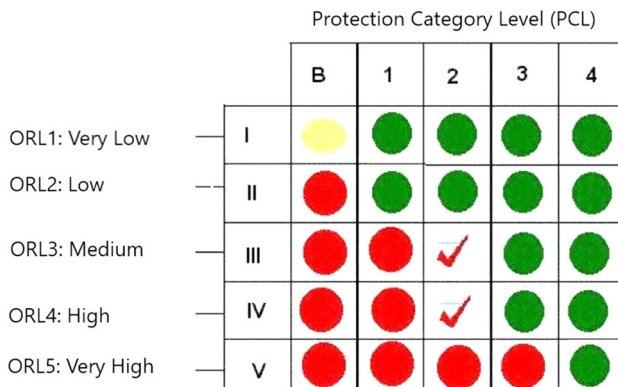 Protection Category Level (PCL)
B 1 2 3 4
ORL1: Very Low I
ORL2: Low II
ORL3: Medium III
ORL4: High IV
ORL5: Very High V